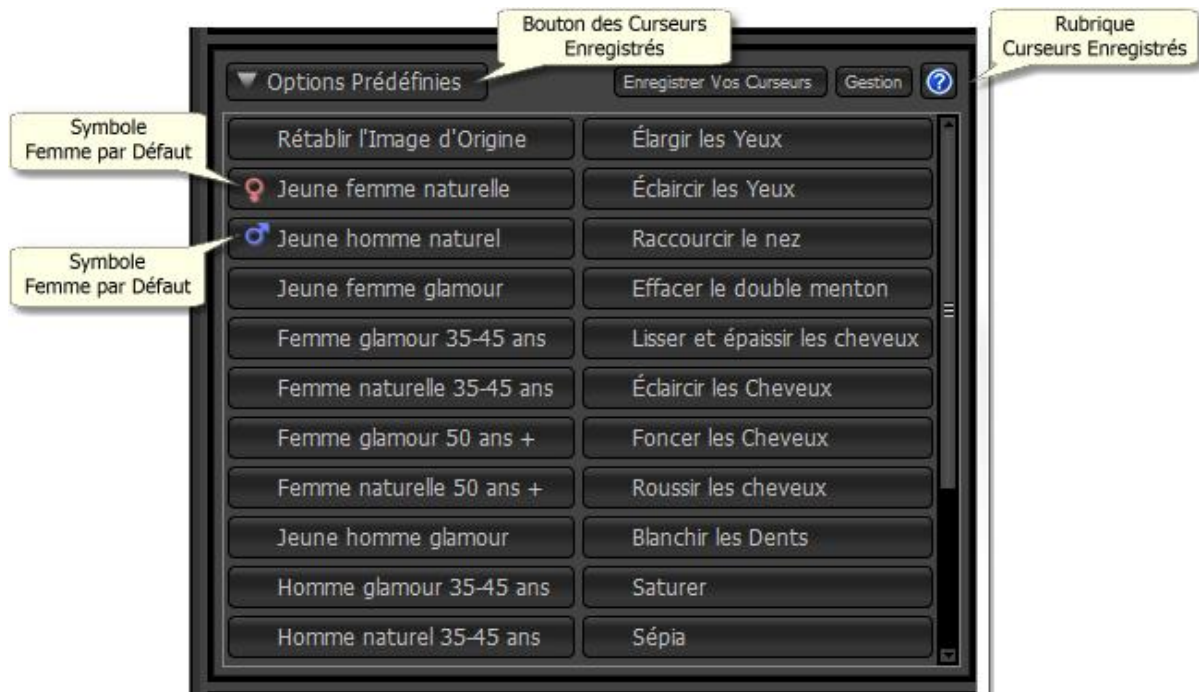 Bouton des Curseurs
Enregistrés
Rubrique
Curseurs Enregistrés
Options Prédéfinies
Enregistrer Vos Curseurs
Gestion
?
Symbole
Femme par Défaut
Symbole
Femme par Défaut
Rétablir l'Image d'Origine
Élargir les Yeux
Jeune femme naturelle
Éclaircir les Yeux
Jeune homme naturel
Raccourcir le nez
Jeune femme glamour
Effacer le double menton
Femme glamour 35-45 ans
Lisser et épaissir les cheveux
Femme naturelle 35-45 ans
Éclaircir les Cheveux
Femme glamour 50 ans +
Foncer les Cheveux
Femme naturelle 50 ans +
Roussir les cheveux
Jeune homme glamour
Blanchir les Dents
Homme glamour 35-45 ans
Saturer
Homme naturel 35-45 ans
Sépia